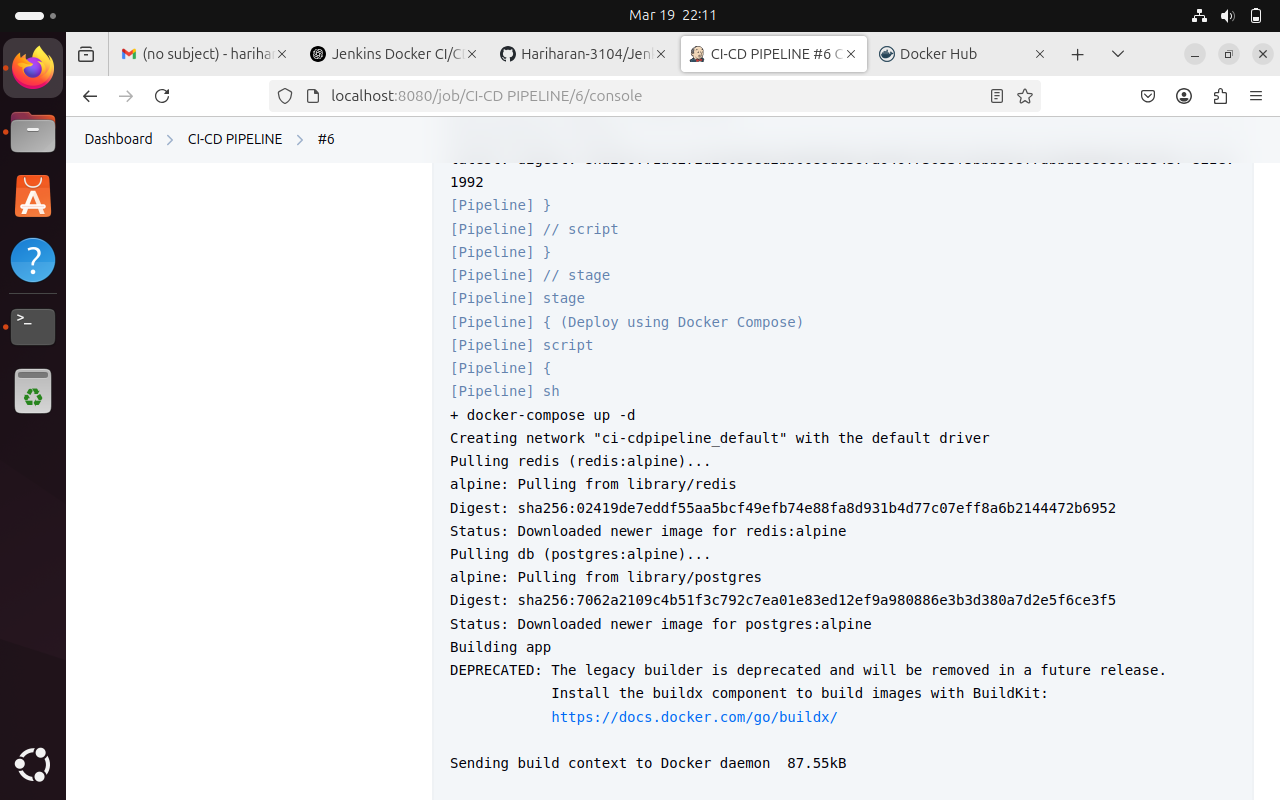 Mar 19 22:11
(no subject) - hariha
Jenkins Docker CI/C
Hariharan-3104/Jen
CI-CD PIPELINE #6 C
Docker Hub
localhost:8080/job/CI-CD PIPELINE/6/console
Dashboard
CI-CD PIPELINE
#6
1992
[Pipeline] }
[Pipeline] // script
[Pipeline] }
[Pipeline] // stage
[Pipeline] stage
[Pipeline] { (Deploy using Docker Compose)
[Pipeline] script
[Pipeline] {
[Pipeline] sh
+ docker-compose up -d
Creating network "ci-cdpipeline_default" with the default driver
Pulling redis (redis:alpine)...
alpine: Pulling from library/redis
Digest: sha256:02419de7eddf55aa5bcf49efb74e88fa8d931b4d77c07eff8a6b2144472b6952
Status: Downloaded newer image for redis:alpine
Pulling db (postgres:alpine)...
alpine: Pulling from library/postgres
Digest: sha256:7062a2109c4b51f3c792c7ea01e83ed12ef9a980886e3b3d380a7d2e5f6ce3f5
Status: Downloaded newer image for postgres:alpine
Building app
DEPRECATED: The legacy builder is deprecated and will be removed in a future release.
Install the buildx component to build images with BuildKit:
https://docs.docker.com/go/buildx/
Sending build context to Docker daemon  87.55kB